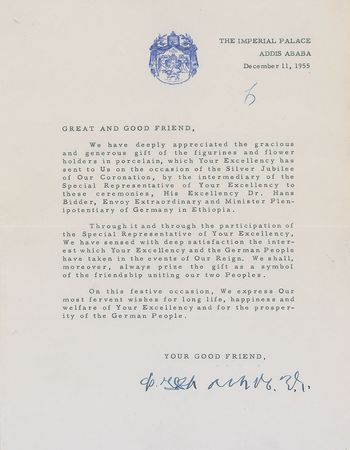 THE IMPERIAL PALACE
ADDIS ABABA
December 11, 1955
GREAT AND GOOD FRIEND,
We have deeply appreciated the gracious
and generous gift of the figurines and flower
holders in porcelain, which Your Excellency has
sent to Us on the occasion of the Silver Jubilee
of Our Coronation, by the intermediary of the
Special Representative of Your Excellency to
these ceremonies, His Excellency Dr. Hans
Bidder, Envoy Extraordinary and Minister Plen-
ipotentiary of Germany in Ethiopia.
Through it and through the participation of
the Special Representative of Your Excellency,
We have sensed with deep satisfaction the inter-
est which Your Excellency and the German People
have taken in the events of Our Reign. We shall,
moreover, always prize the gift as a symbol
of the friendship uniting our two Peoples.
On this festive occasion, We express Our
most fervent wishes for long life, happiness and
welfare of Your Excellency and for the prosper-
ity of the German People.
YOUR GOOD FRIEND,